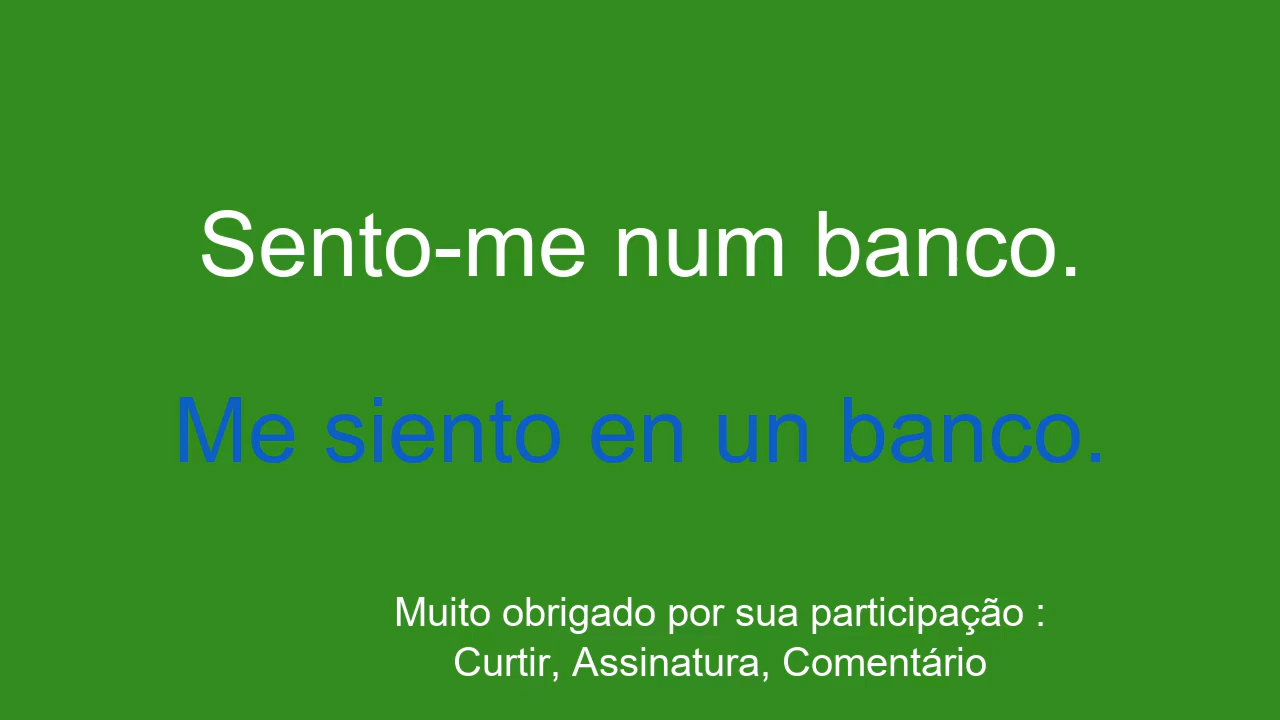 Sento-me num banco.
Me siento en un banco.
Muito obrigado por sua participação :
Curtir, Assinatura, Comentário